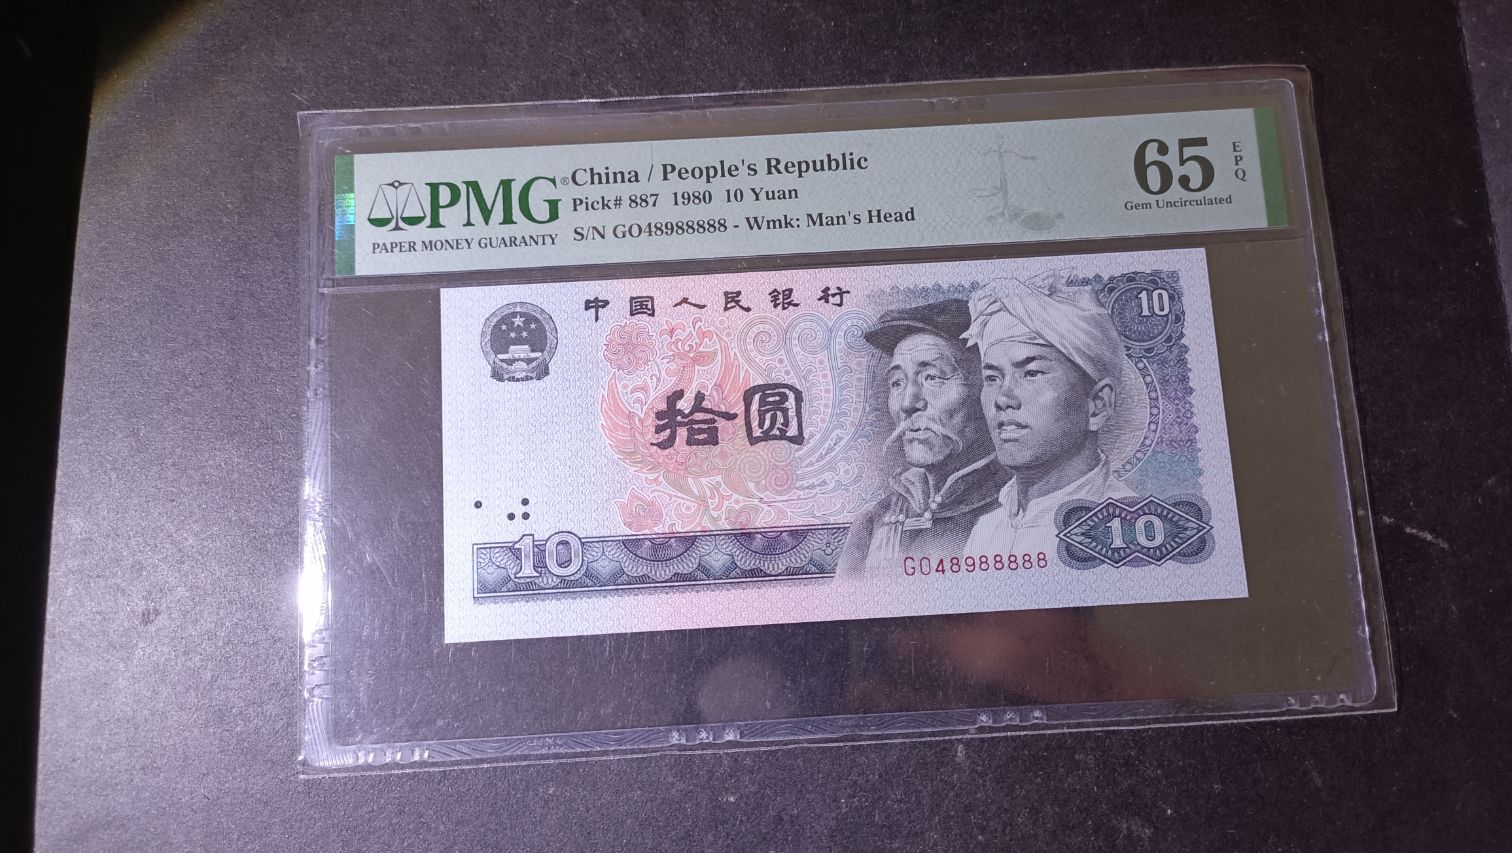 PMG®
PAPER MONEY GUARANTY
China / People's Republic
Pick# 887 1980 10 Yuan
S/N GO48988888 - Wmk: Man's Head
65
EPQ
Gem Uncirculated
中国人民银行
10
拾圆
10
GO48988888
10